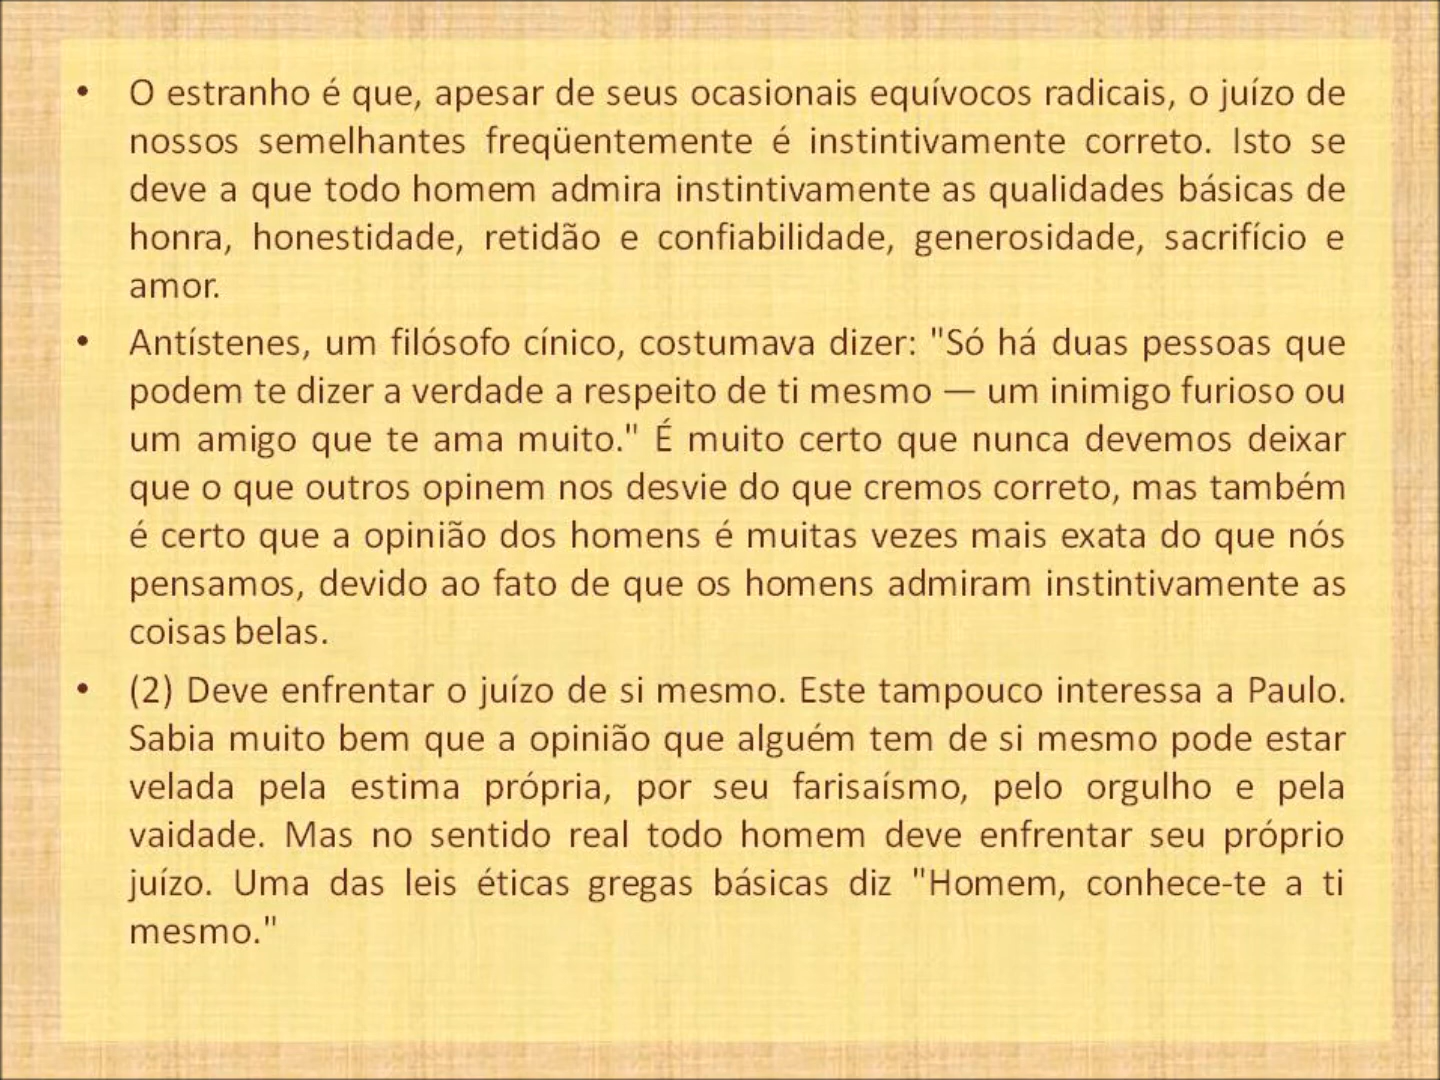 • O estranho é que, apesar de seus ocasionais equívocos radicais, o juízo de
nossos semelhantes freqüentemente é instintivamente correto. Isto se
deve a que todo homem admira instintivamente as qualidades básicas de
honra, honestidade, retidão e confiabilidade, generosidade, sacrifício e
amor.
• Antístenes, um filósofo cínico, costumava dizer: "Só há duas pessoas que
podem te dizer a verdade a respeito de ti mesmo — um inimigo furioso ou
um amigo que te ama muito." É muito certo que nunca devemos deixar
que o que outros opinem nos desvie do que cremos correto, mas também
é certo que a opinião dos homens é muitas vezes mais exata do que nós
pensamos, devido ao fato de que os homens admiram instintivamente as
coisas belas.
• (2) Deve enfrentar o juízo de si mesmo. Este tampouco interessa a Paulo.
Sabia muito bem que a opinião que alguém tem de si mesmo pode estar
velada pela estima própria, por seu farisaísmo, pelo orgulho e pela
vaidade. Mas no sentido real todo homem deve enfrentar seu próprio
juízo. Uma das leis éticas gregas básicas diz "Homem, conhece-te a ti
mesmo."